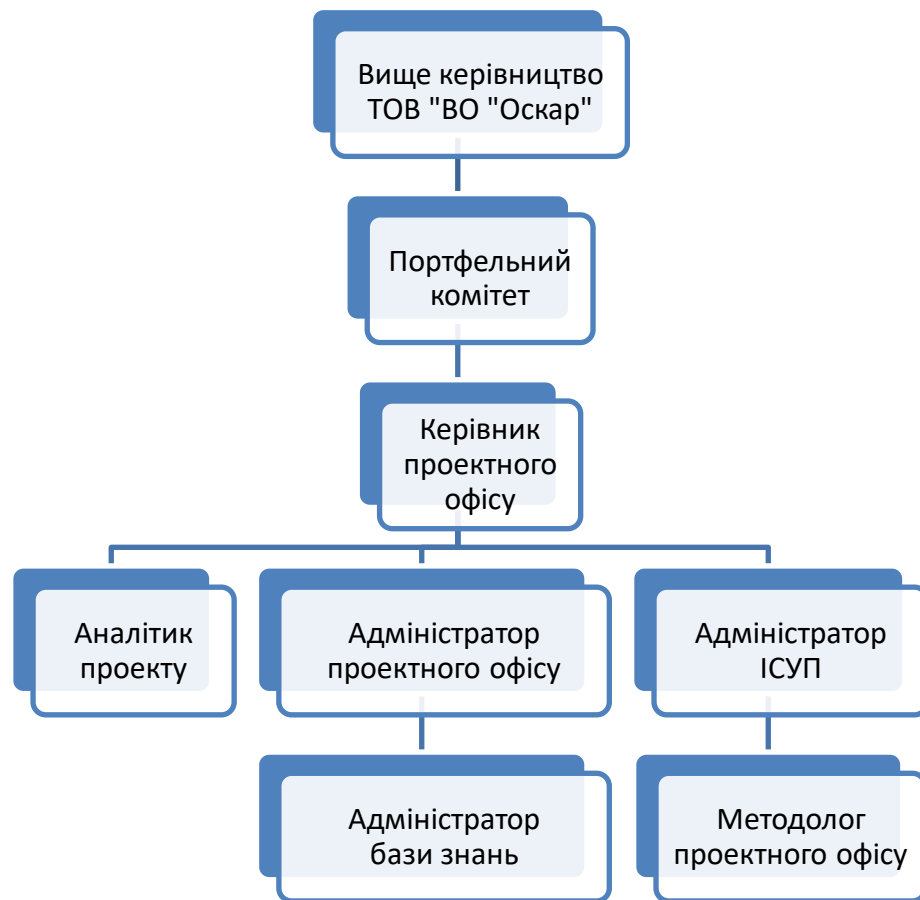 Вище керівництво
ТОВ "ВО "Оскар"
Портфельний
комітет
Керівник
проектного
офісу
Аналітик
проекту
Адміністратор
проектного офісу
Адміністратор
ІСУП
Адміністратор
бази знань
Методолог
проектного офісу